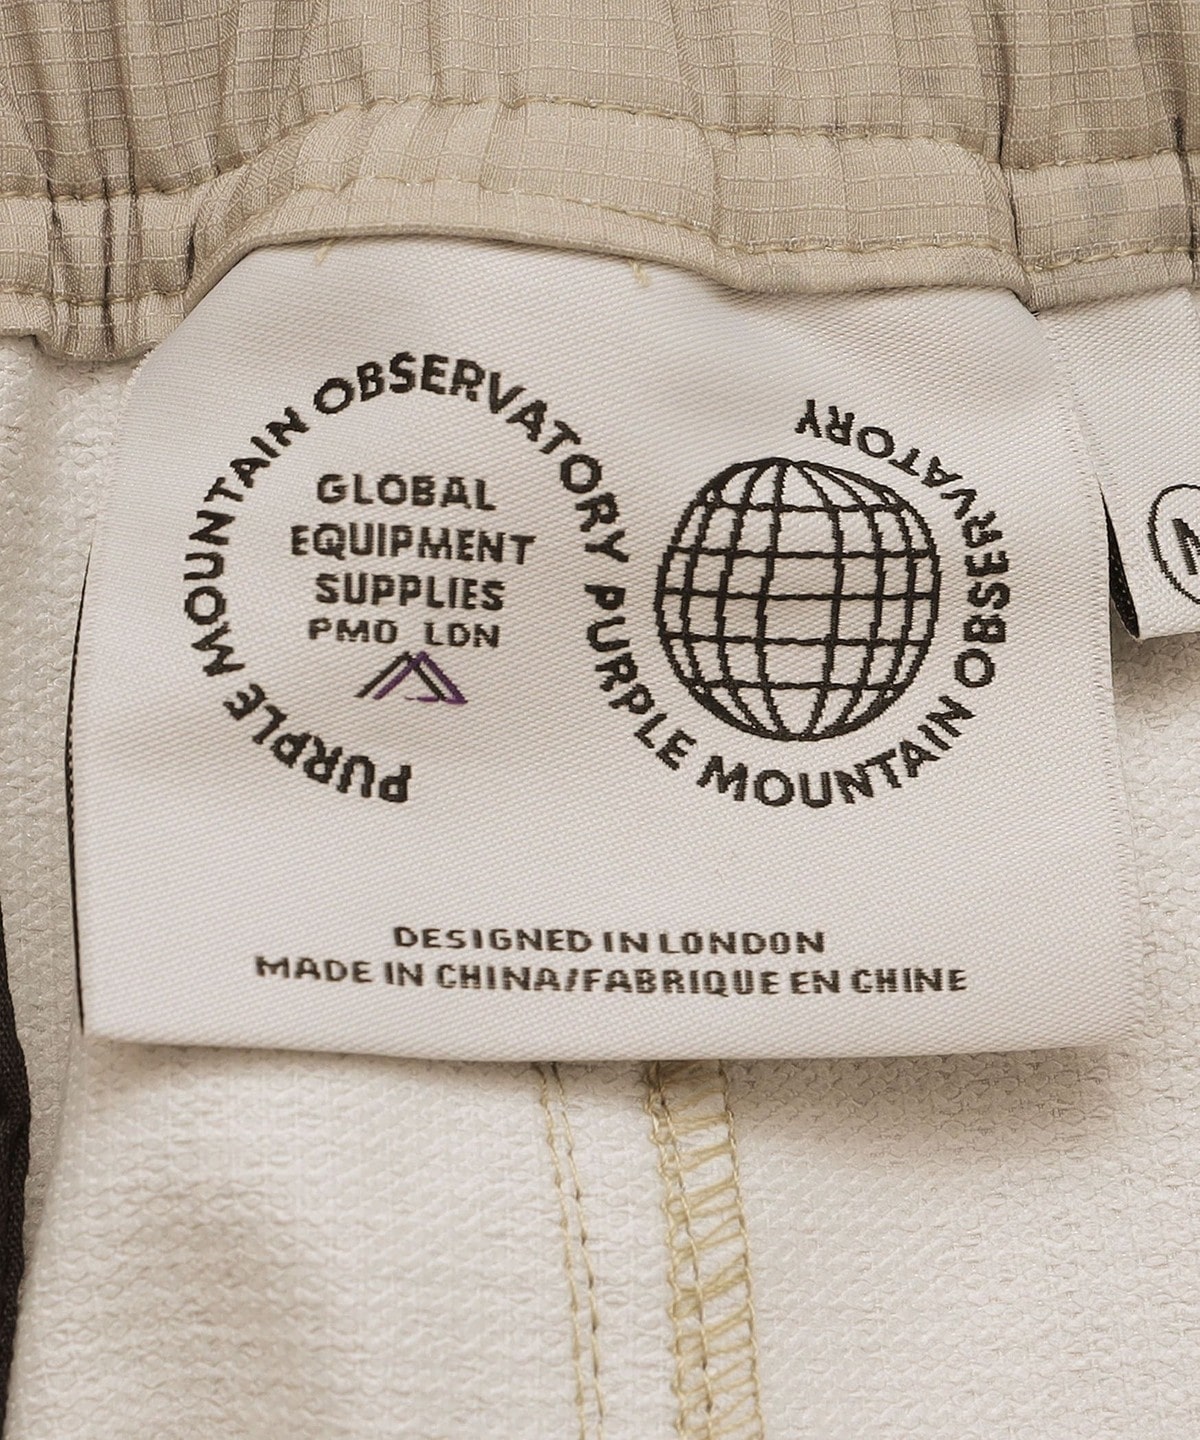 PURPLE MOUNTAIN OBSERVATORY PURPLE MOUNTAIN OBSERVATORY
GLOBAL
EQUIPMENT
SUPPLIES
PMO LDN
DESIGNED IN LONDON
MADE IN CHINA/FABRIQUE EN CHINE